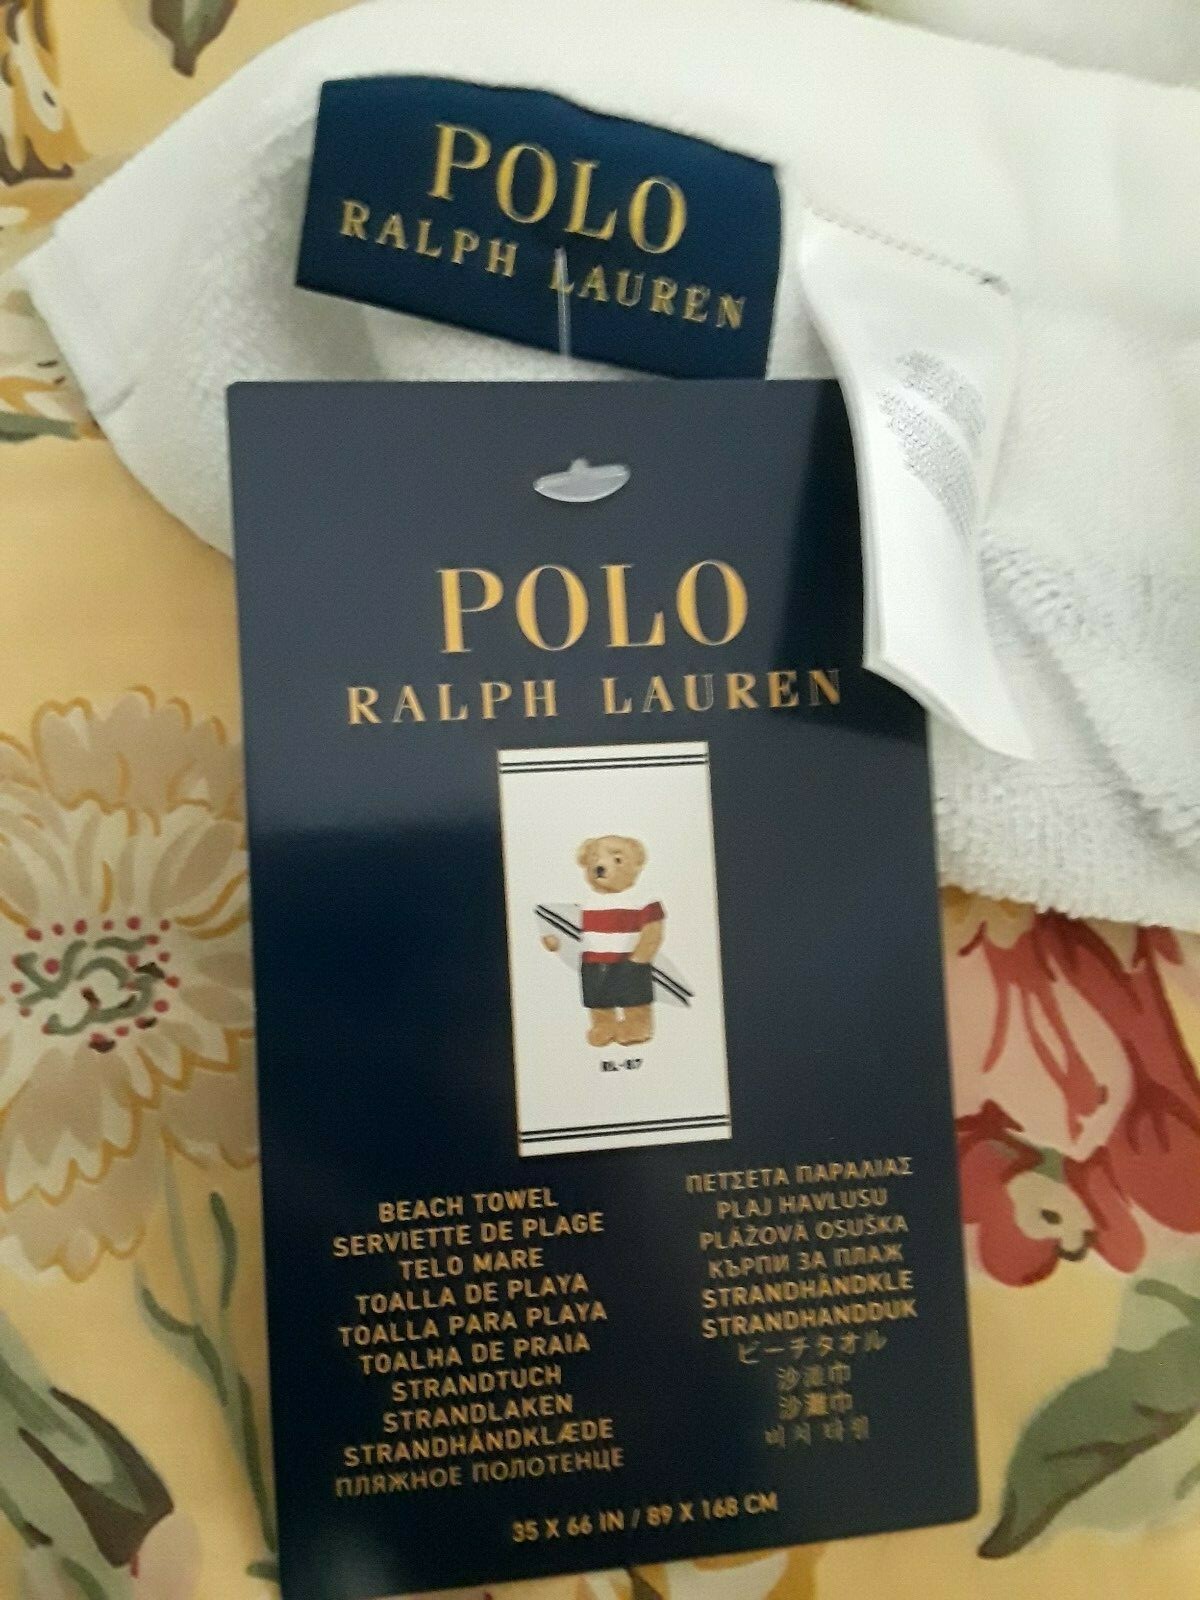 POLO
RALPH LAUREN
POLO
RALPH LAUREN
RL-67
BEACH TOWEL
SERVIETTE DE PLAGE
TELO MARE
TOALLA DE PLAYA
TOALLA PARA PLAYA
TOALHA DE PRAIA
STRANDTUCH
STRANDLAKEN
STRANDHÅNDKLÆDE
ПЛЯЖНОЕ ПОЛОТЕНЦЕ
ΠΕΤΣΕΤΑ ΠΑΡΑΛΙΑΣ
PLAJ HAVLUSU
PLÁŽOVÁ OSUŠKA
КЪРПИ ЗА ПЛАЖ
STRANDHÅNDKLE
STRANDHANDDUK
ビーチタオル
沙滩巾
沙灘巾
비치 타월
35 X 66 IN / 89 X 168 CM